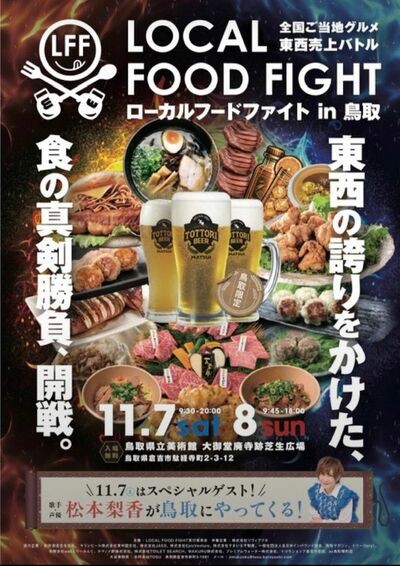 LFF
LOCAL
FOOD FIGHT
全国ご当地グルメ
東西売上バトル
ローカルフードファイト in 鳥取
東西の誇りをかけた、
食の真剣勝負、開戦。
TOTTORI
BEER
MATSUI
鳥取限定
11.7 sat 9:30-20:00
8 sun 9:45-18:00
入場無料
鳥取県立美術館 大御堂廃寺跡芝生広場
鳥取県倉吉市駄経寺町2-3-12
11.7(土)はスペシャルゲスト!
歌手・声優
松本梨香が鳥取にやってくる!